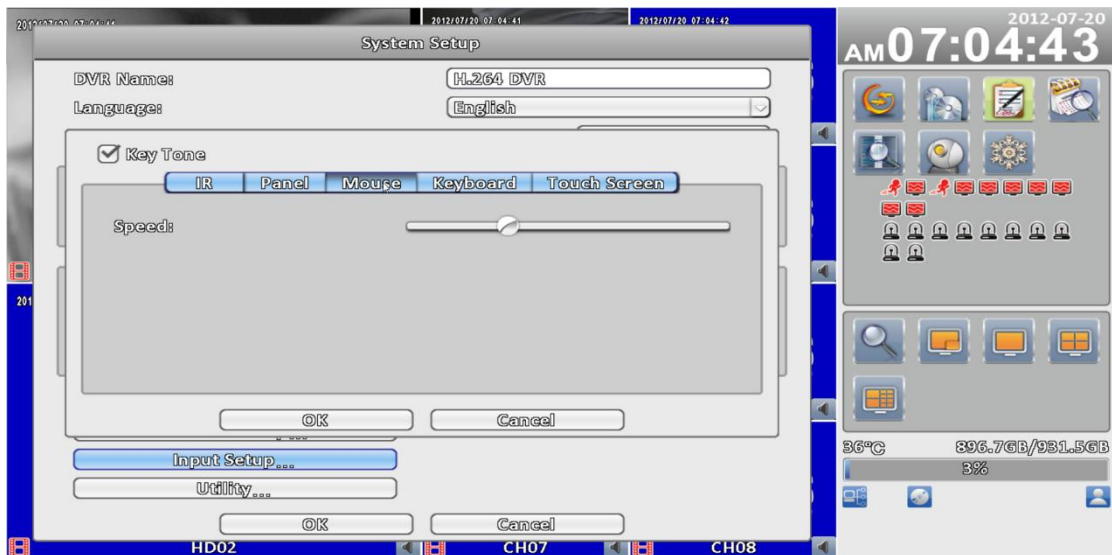 2012/07/20 07:04:41
2012/07/20 07:04:42
2012-07-20
AM07:04:43
System Setup
DVR Name:
H.264 DVR
Language:
English
Key Tone
IR
Panel
Mouse
Keyboard
Touch Screen
Speed:
OK
Cancel
201
36°C
896.7GB/931.5GB
3%
Input Setup...
Utility...
OK
Cancel
HD02
CH07
CH08